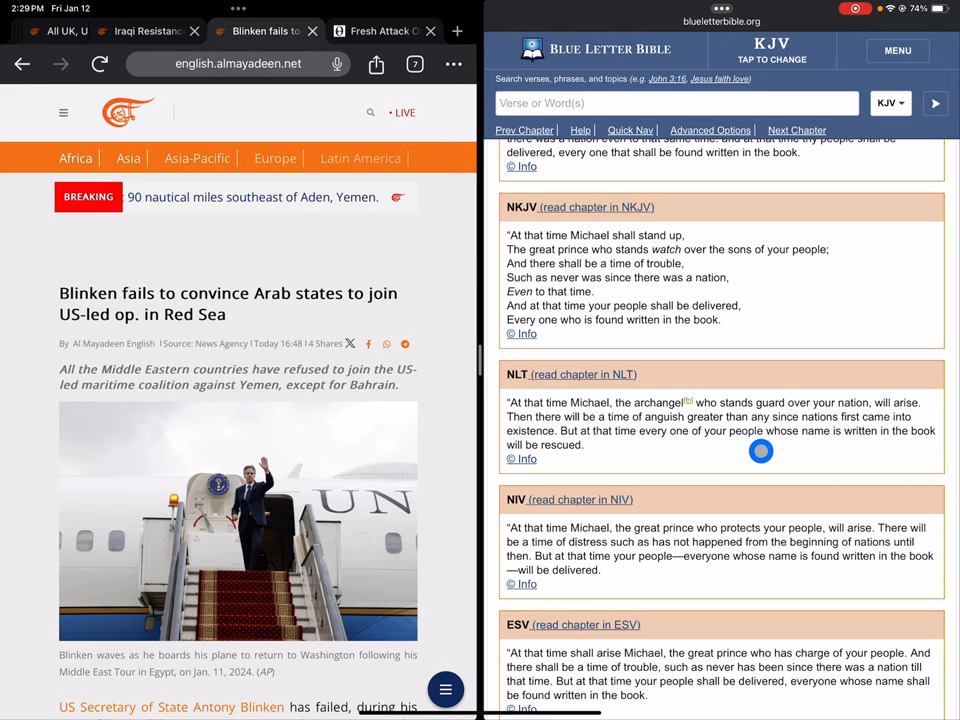 2:29 PM Fri Jan 12
All UK, U
Iraqi Resistanc
Blinken fails to
Fresh Attack O
english.almayadeen.net
7
LIVE
Africa
Asia
Asia-Pacific
Europe
Latin America
BREAKING
90 nautical miles southeast of Aden, Yemen.
Blinken fails to convince Arab states to join
US-led op. in Red Sea
By Al Mayadeen English | Source: News Agency | Today 16:48 | 4 Shares
All the Middle Eastern countries have refused to join the US-
led maritime coalition against Yemen, except for Bahrain.
UN
Blinken waves as he boards his plane to return to Washington following his
Middle East Tour in Egypt, on Jan. 11, 2024. (AP)
US Secretary of State Antony Blinken has failed, during his
74%
blueletterbible.org
BLUE LETTER BIBLE
KJV
TAP TO CHANGE
MENU
Search verses, phrases, and topics (e.g. John 3:16, Jesus faith love)
Verse or Word(s)
KJV
Prev Chapter | Help | Quick Nav | Advanced Options | Next Chapter
there was a nation even to that same time: and at that time thy people shall be
delivered, every one that shall be found written in the book.
© Info
NKJV (read chapter in NKJV)
“At that time Michael shall stand up,
The great prince who stands watch over the sons of your people;
And there shall be a time of trouble,
Such as never was since there was a nation,
Even to that time.
And at that time your people shall be delivered,
Every one who is found written in the book.
© Info
NLT (read chapter in NLT)
“At that time Michael, the archangel[fn] who stands guard over your nation, will arise.
Then there will be a time of anguish greater than any since nations first came into
existence. But at that time every one of your people whose name is written in the book
will be rescued.
© Info
NIV (read chapter in NIV)
“At that time Michael, the great prince who protects your people, will arise. There will
be a time of distress such as has not happened from the beginning of nations until
then. But at that time your people—everyone whose name is found written in the book
—will be delivered.
© Info
ESV (read chapter in ESV)
“At that time shall arise Michael, the great prince who has charge of your people. And
there shall be a time of trouble, such as never has been since there was a nation till
that time. But at that time your people shall be delivered, everyone whose name shall
be found written in the book.
© Info